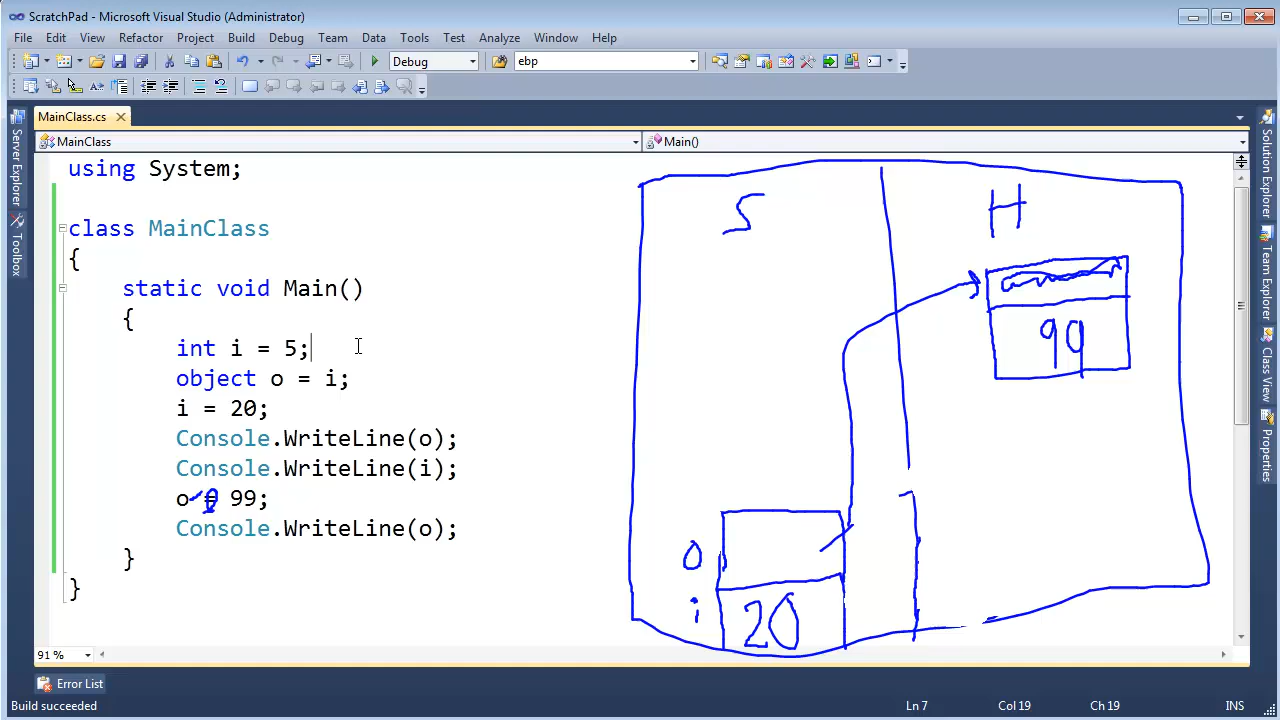 ScratchPad - Microsoft Visual Studio (Administrator)
File Edit View Refactor Project Build Debug Team Data Tools Test Analyze Window Help
Debug ebp
MainClass.cs
MainClass Main()
Server Explorer
Toolbox
Solution Explorer
Team Explorer
Class View
Properties
using System;
class MainClass
{
static void Main()
{
int i = 5;
object o = i;
i = 20;
Console.WriteLine(o);
Console.WriteLine(i);
o = 99;
Console.WriteLine(o);
}
}
S H
99
o
i 20
91 %
Error List
Build succeeded Ln 7 Col 19 Ch 19 INS